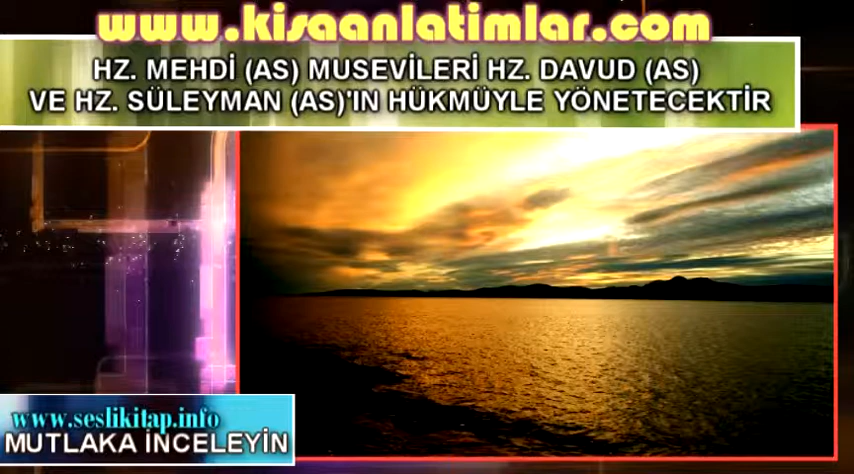 www.kisaanlatimlar.com
HZ. MEHDİ (AS) MUSEVİLERİ HZ. DAVUD (AS)
VE HZ. SÜLEYMAN (AS)'IN HÜKMÜYLE YÖNETECEKTİR
www.seslikitap.info
MUTLAKA İNCELEYİN